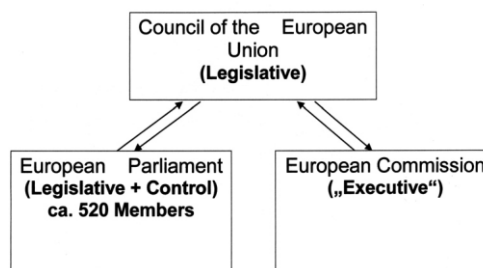 Council of the European
Union
(Legislative)
European Parliament
(Legislative + Control)
ca. 520 Members
European Commission
(„Executive“)